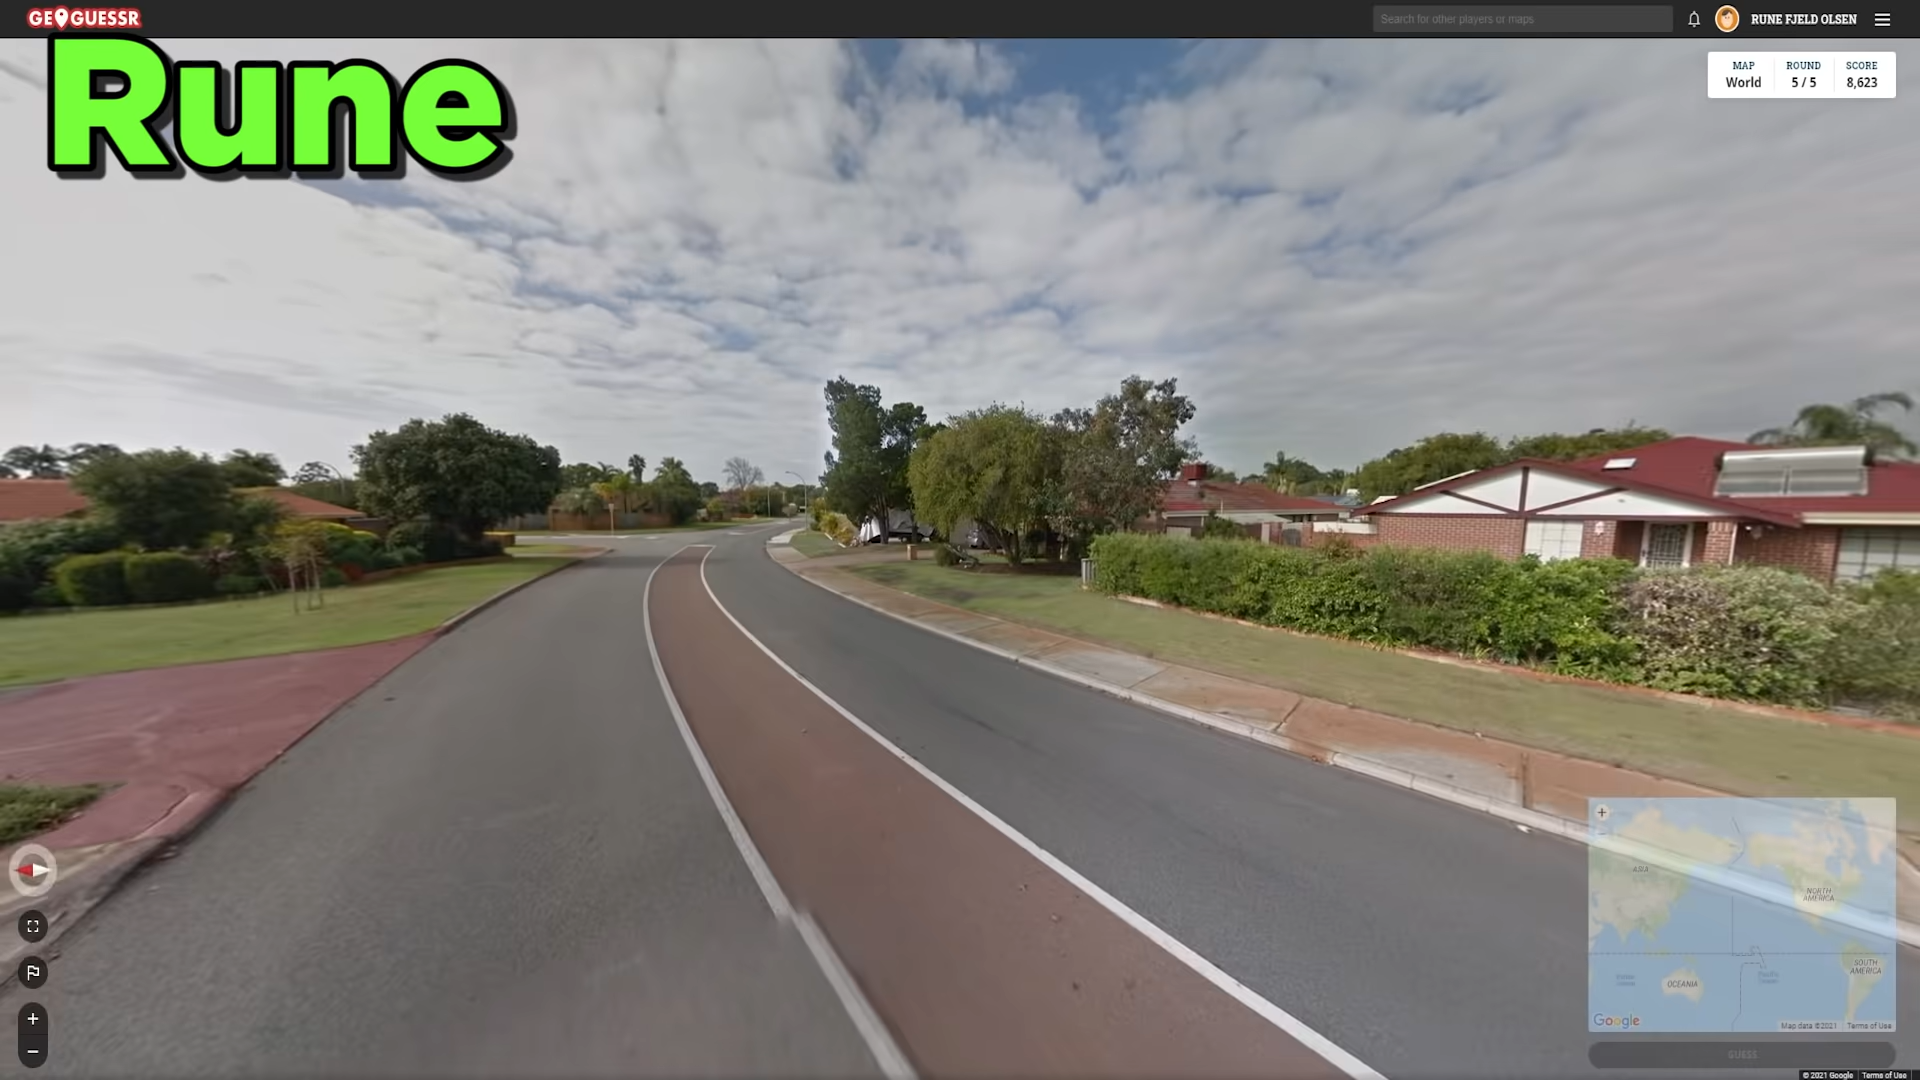 GEOGUESSR
Search for other players or maps
RUNE FJELD OLSEN
Rune
MAP ROUND SCORE
World 5 / 5 8,623
+
ASIA
NORTH AMERICA
SOUTH AMERICA
OCEANIA
Google
Map data ©2021 Terms of Use
+
−
GUESS
© 2021 Google Terms of Use